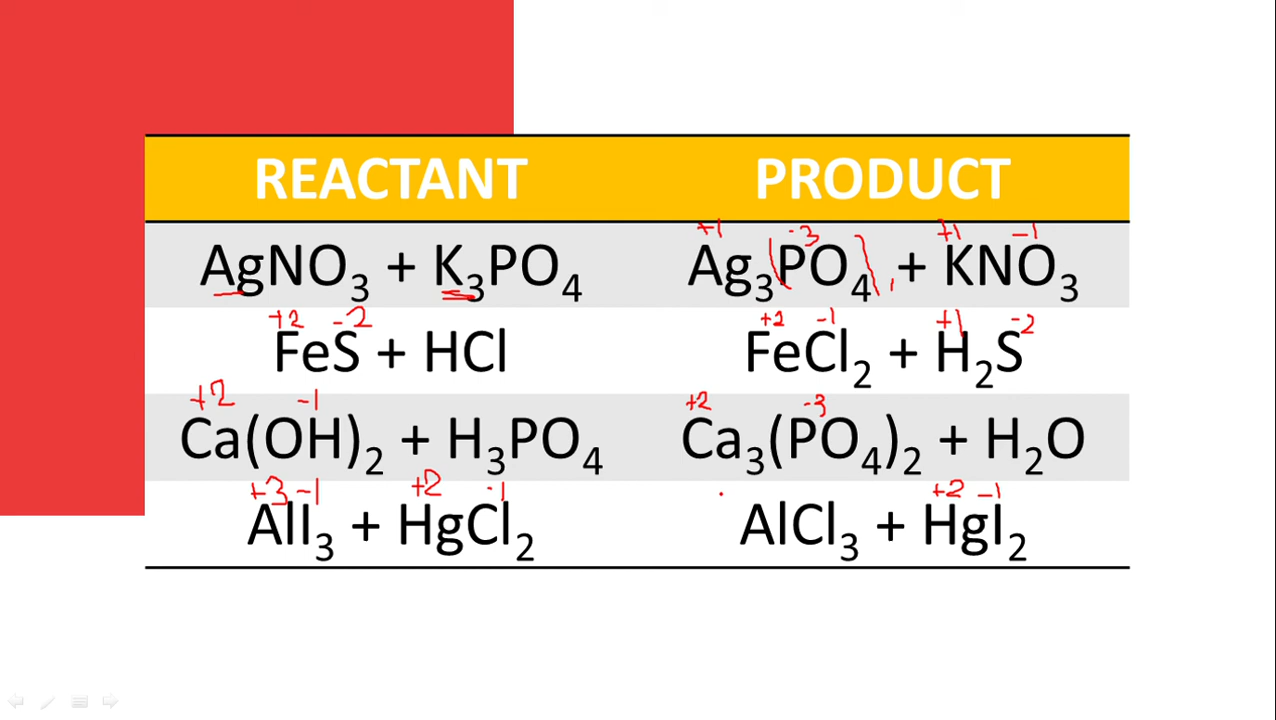 REACTANT PRODUCT
+1 -3 +1 -1
AgNO₃ + K₃PO₄ Ag₃(PO₄)₁ + KNO₃
+2 -2 +2 -1 +1 -2
FeS + HCl FeCl₂ + H₂S
+2 -1 +2 -3
Ca(OH)₂ + H₃PO₄ Ca₃(PO₄)₂ + H₂O
+3 -1 +2 -1 +2 -1
AlI₃ + HgCl₂ AlCl₃ + HgI₂